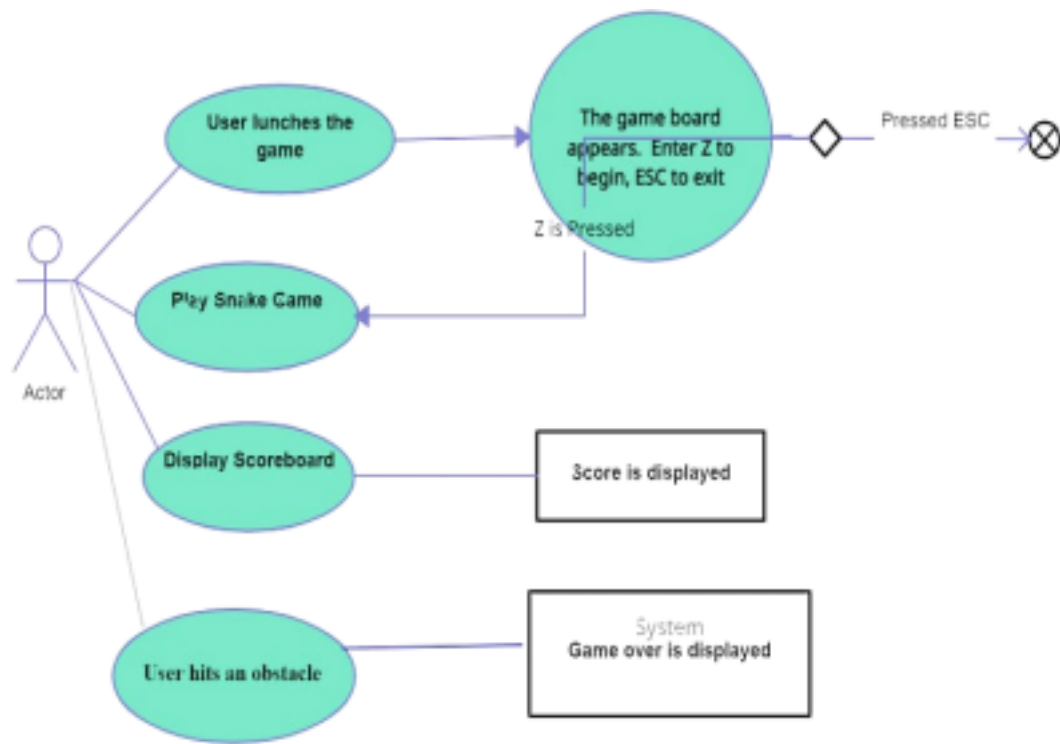 User lunches the
game
The game board
appears. Enter Z to
begin, ESC to exit
Pressed ESC
Z is Pressed
Play Snake Game
Actor
Display Scoreboard
Score is displayed
System
Game over is displayed
User hits an obstacle